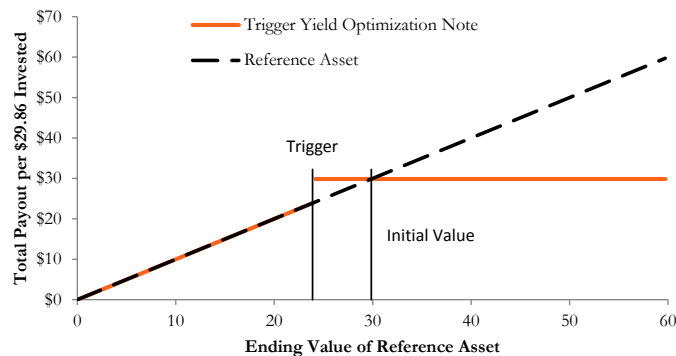 Trigger Yield Optimization Note
Reference Asset
Total Payout per $29.86 Invested
$70
$60
$50
$40
$30
$20
$10
$0
Trigger
Initial Value
0 10 20 30 40 50 60
Ending Value of Reference Asset